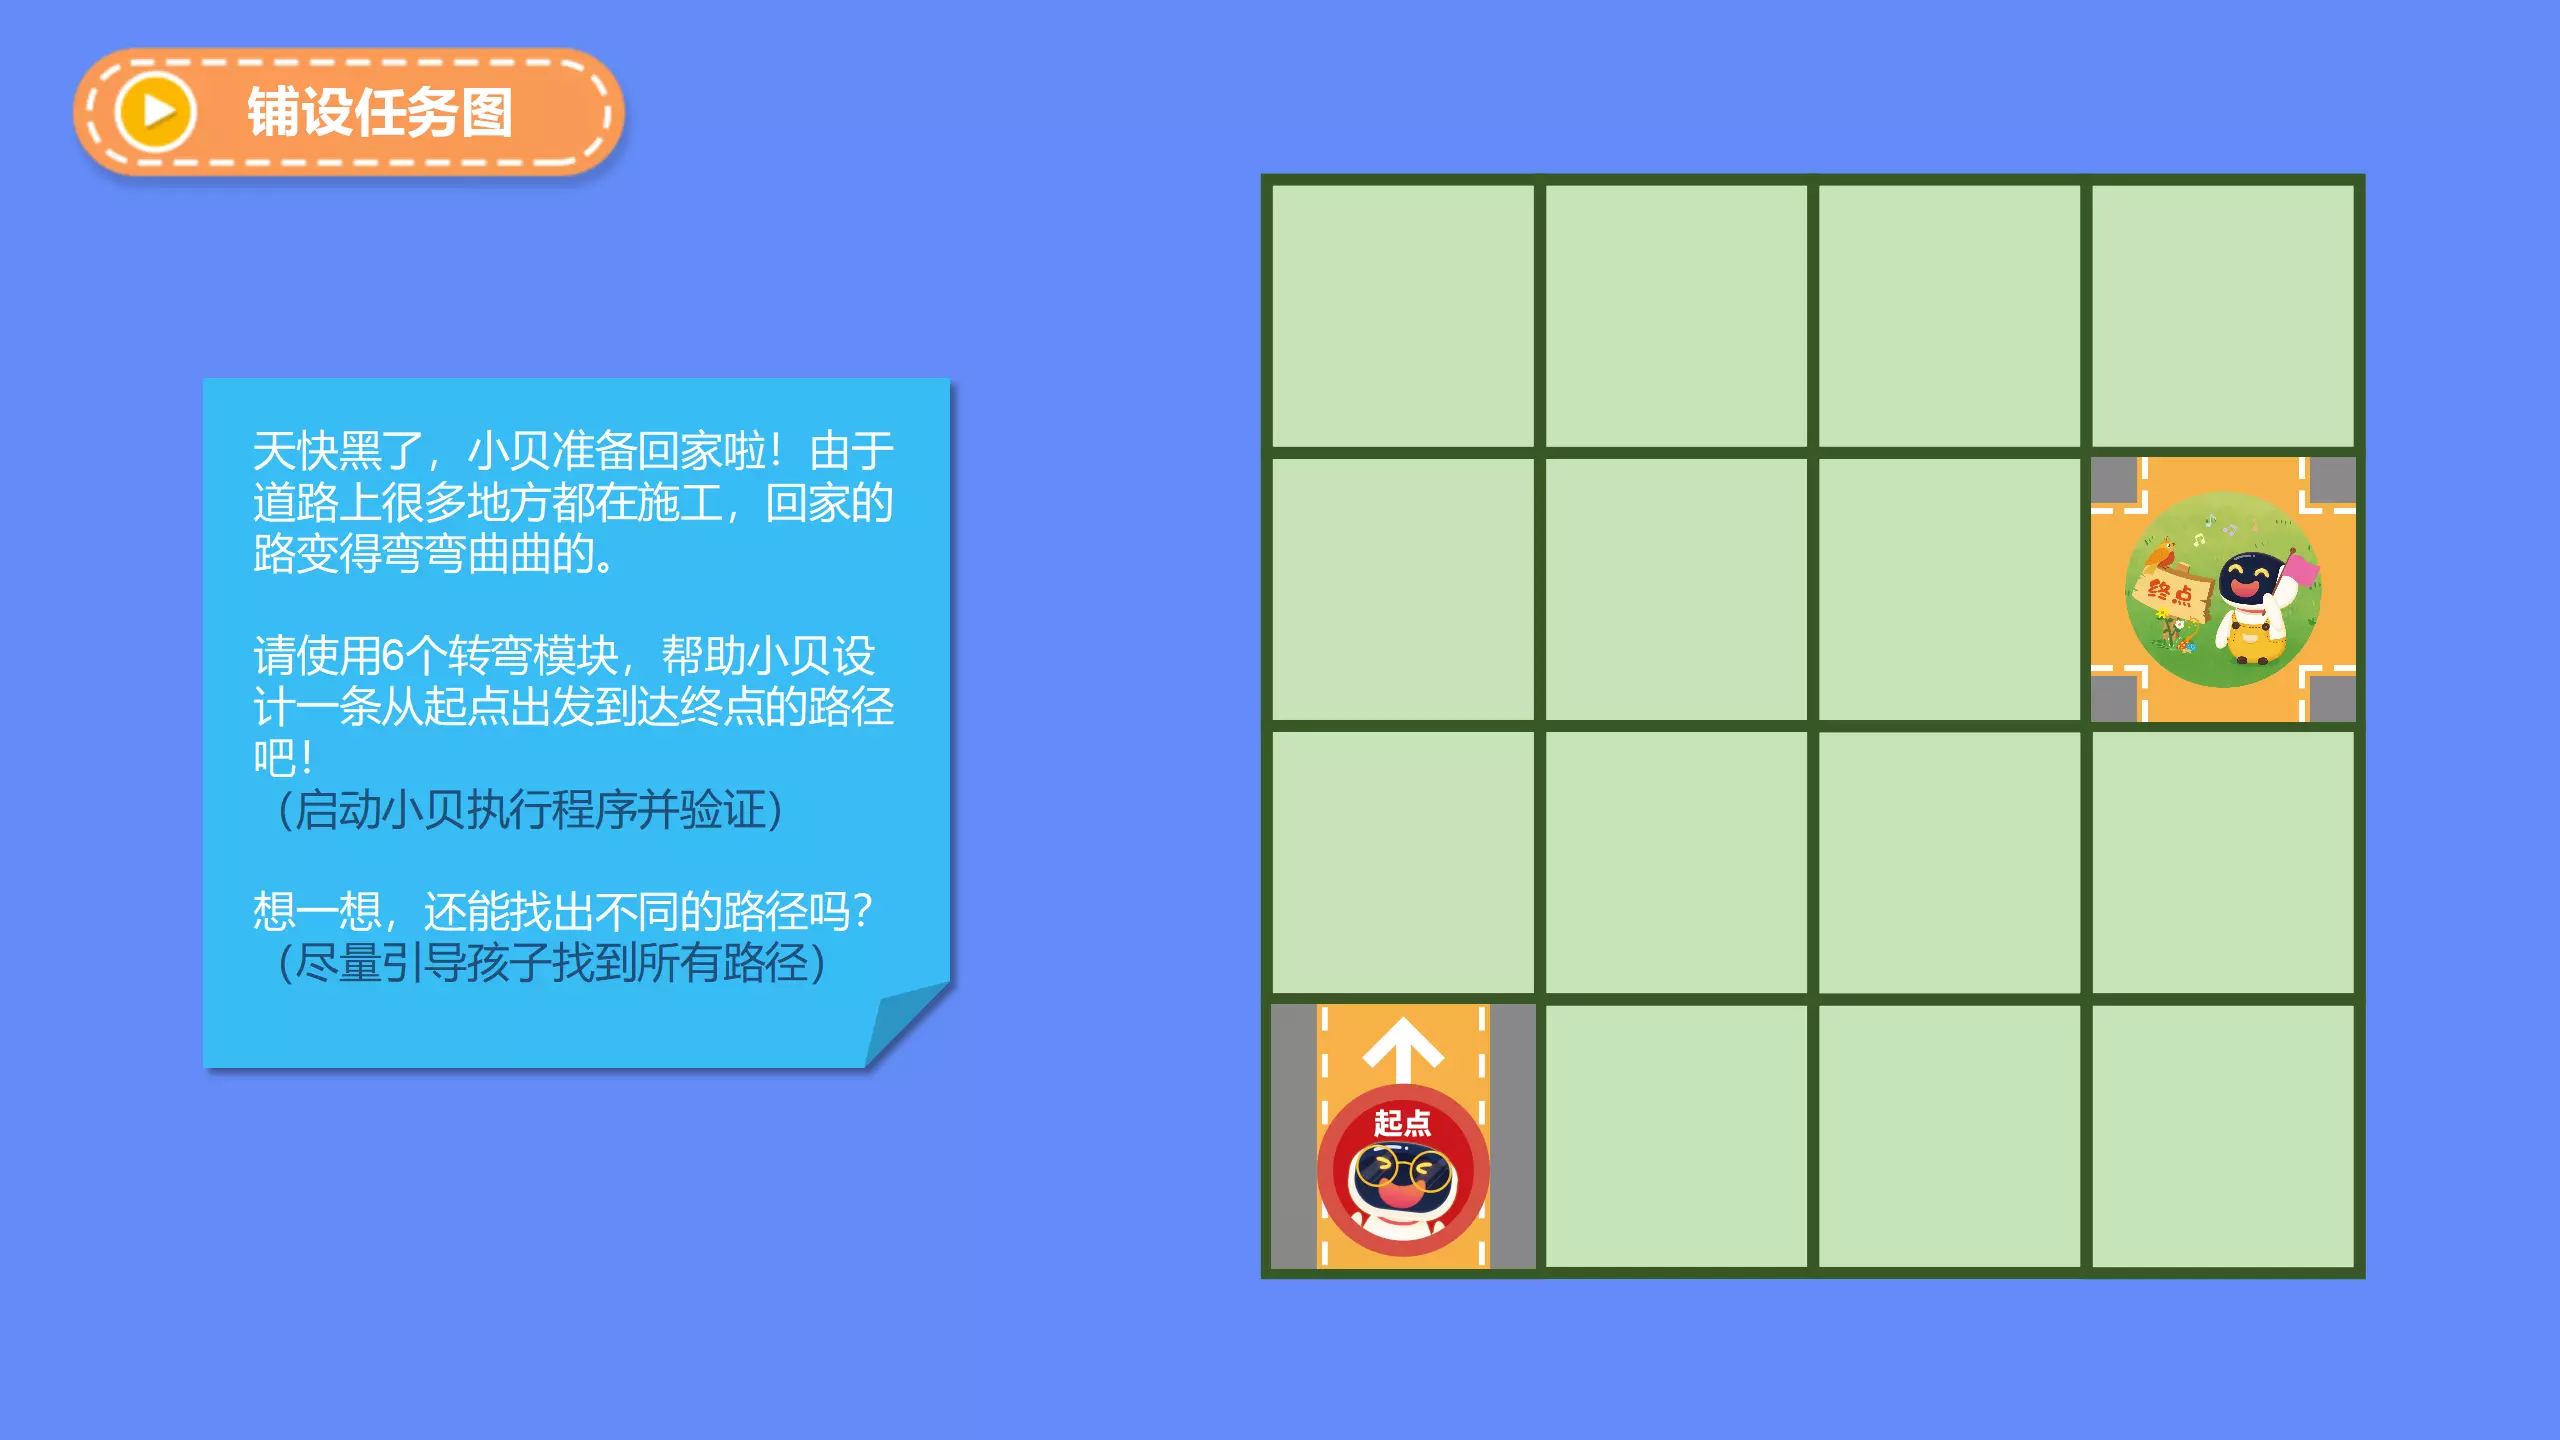 铺设任务图
天快黑了，小贝准备回家啦！由于
道路上很多地方都在施工，回家的
路变得弯弯曲曲的。
请使用6个转弯模块，帮助小贝设
计一条从起点出发到达终点的路径
吧！
（启动小贝执行程序并验证）
想一想，还能找出不同的路径吗？
（尽量引导孩子找到所有路径）
终点
起点